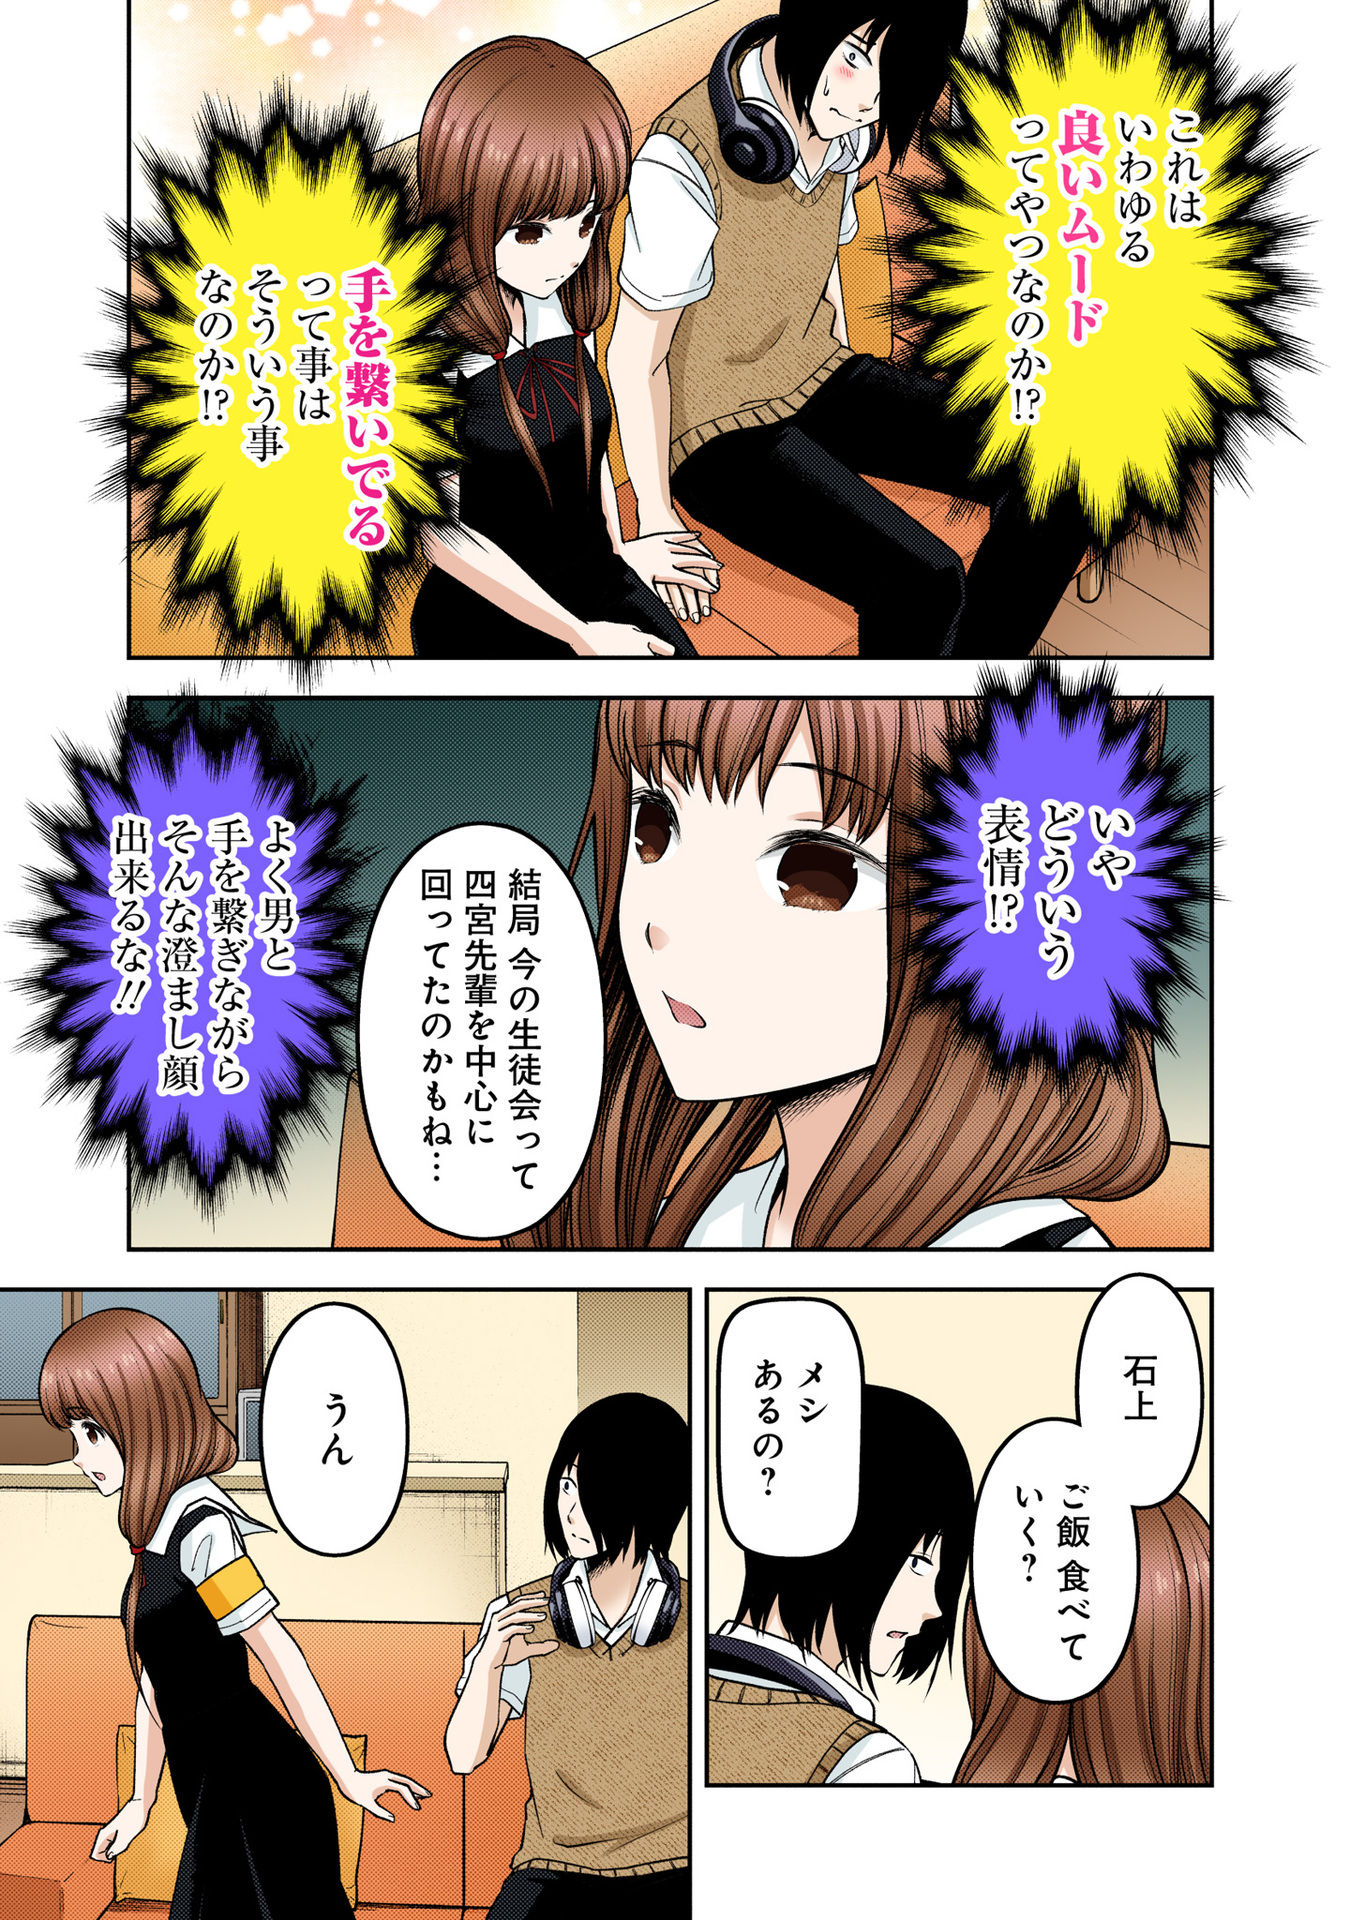 これは
いわゆる
良いムード
ってやつなのか!?
手を繋いでる
って事は
そういう事
なのか!?
いや
どういう
表情!?
結局 今の生徒会って
四宮先輩を中心に
回ってたのかもね…
よく男と
手を繋ぎながら
そんな澄まし顔
出来るな!!
石上
ご飯 食べて
いく?
メシ
あるの?
うん